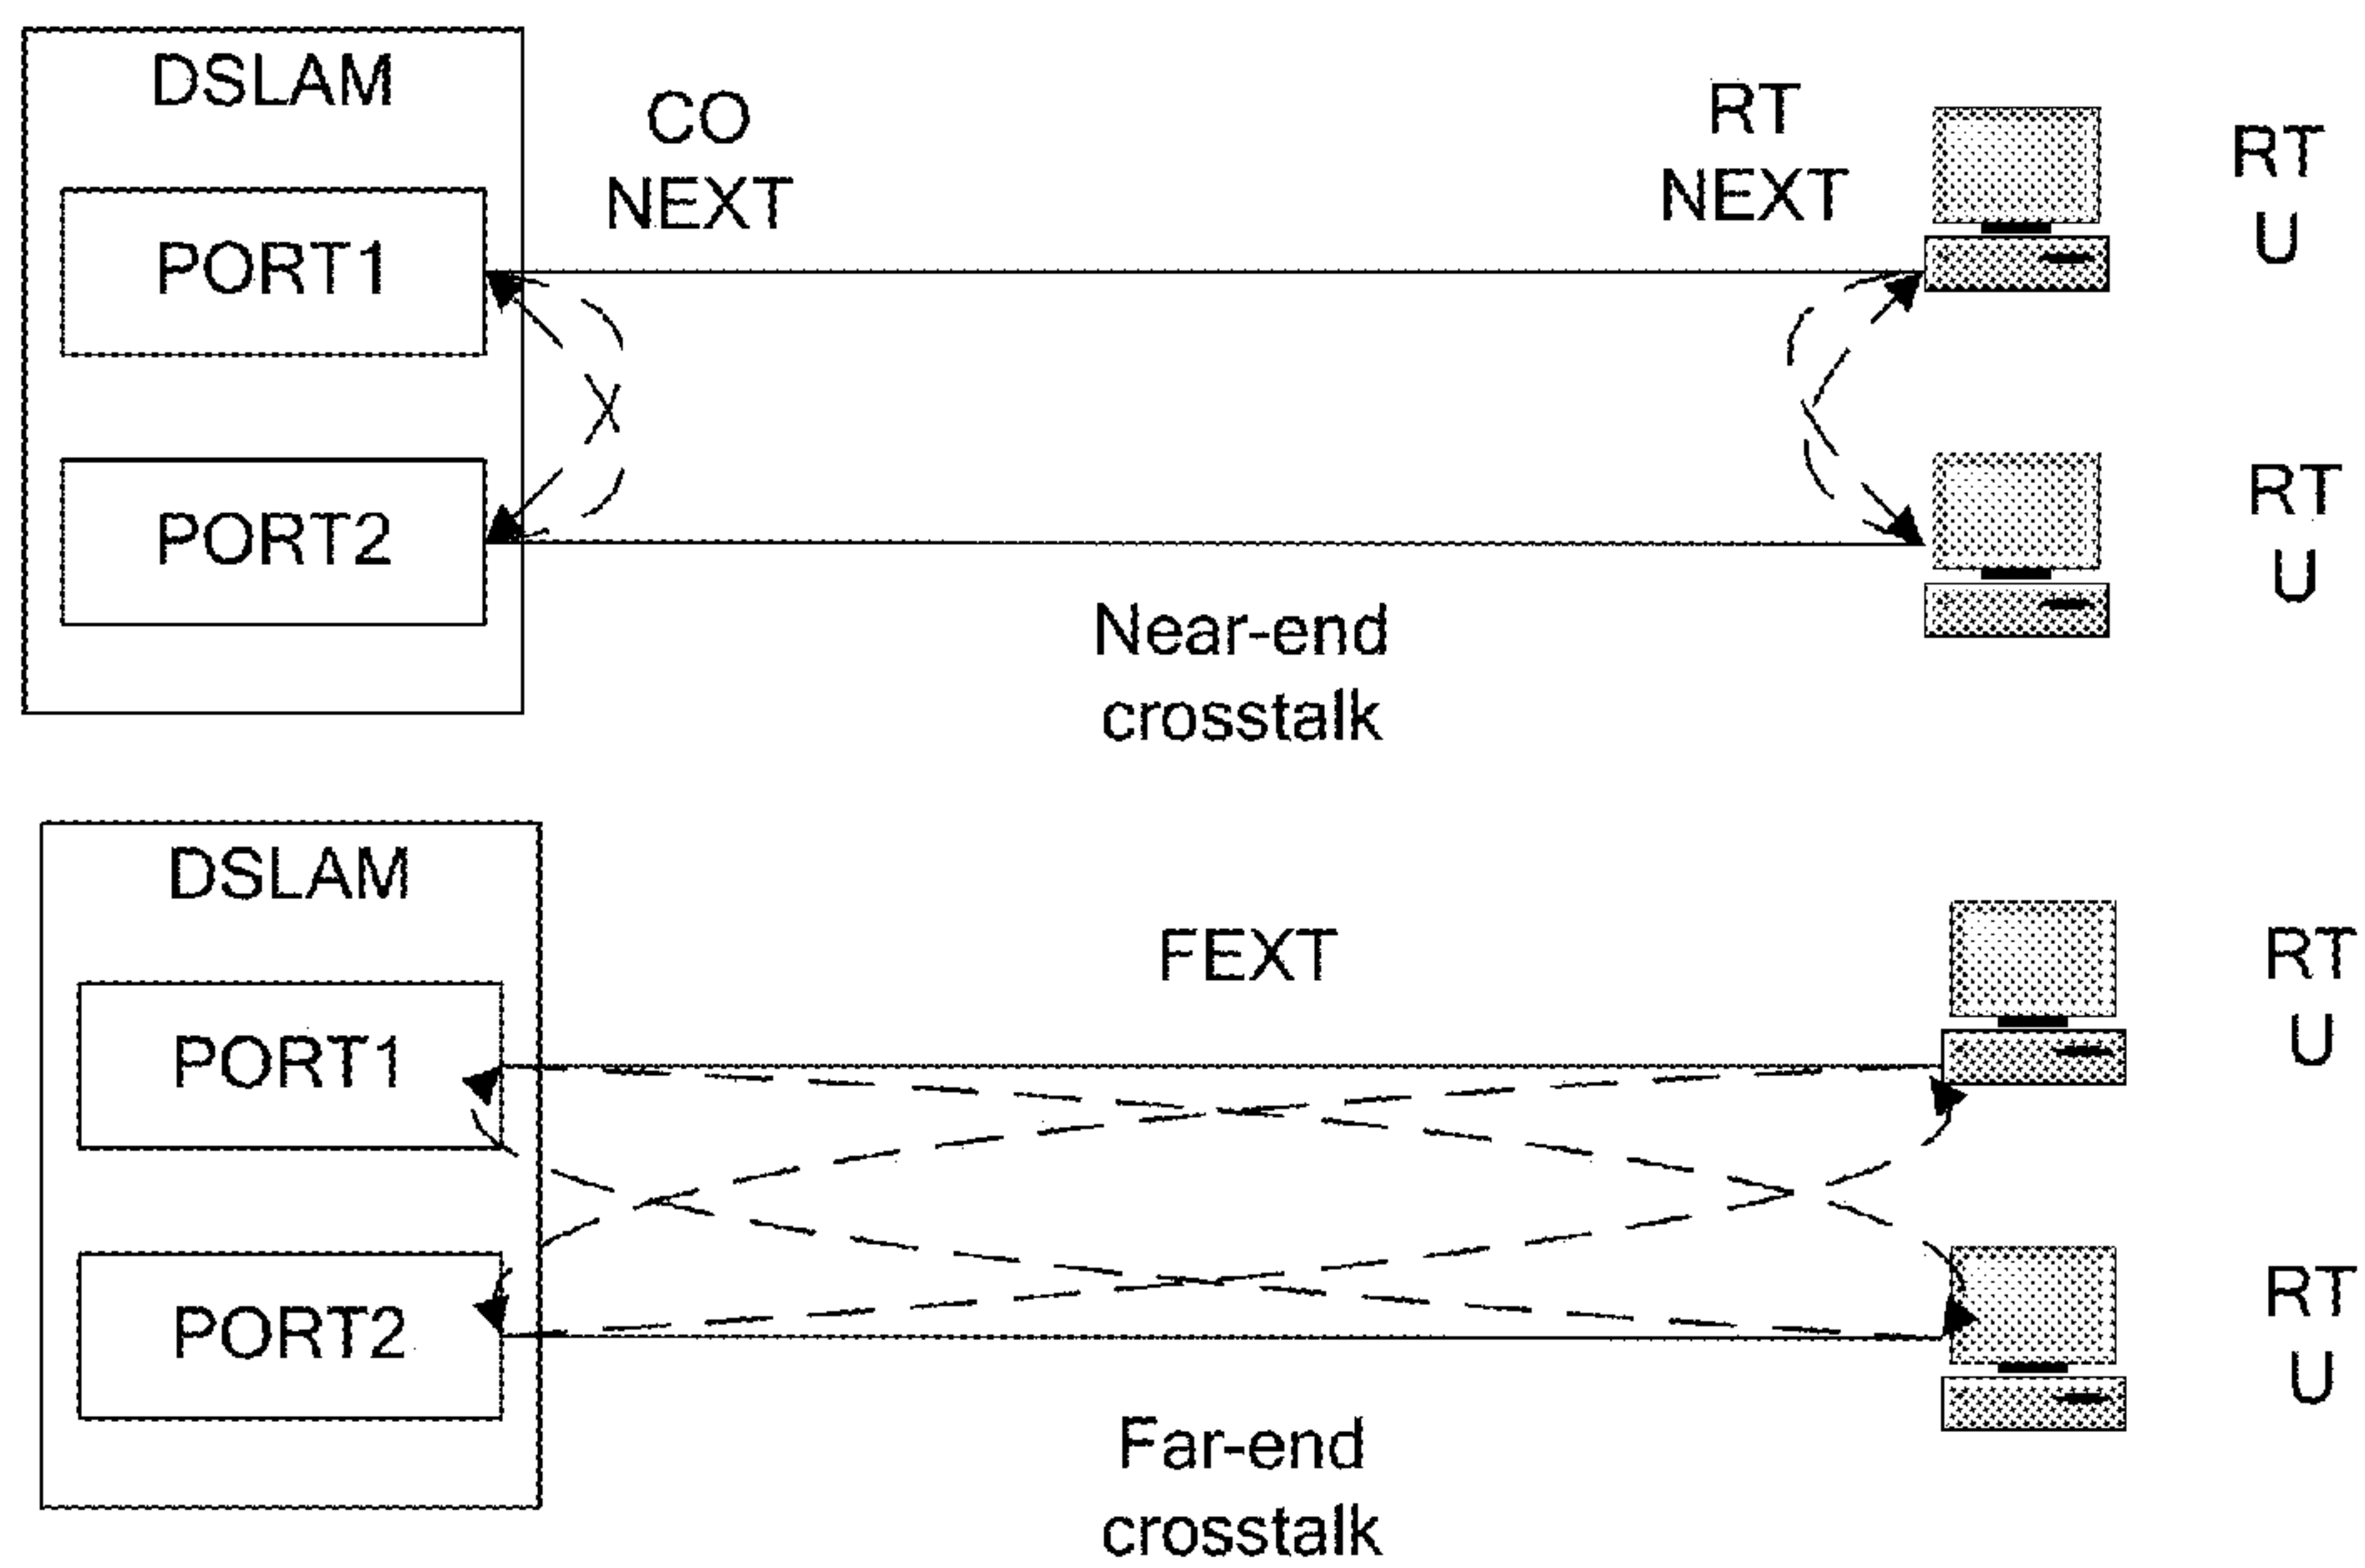 DSLAM
CO
NEXT
RT
NEXT
RT
U
PORT1
PORT2
RT
U
Near-end
crosstalk
DSLAM
FEXT
RT
U
PORT1
PORT2
RT
U
Far-end
crosstalk